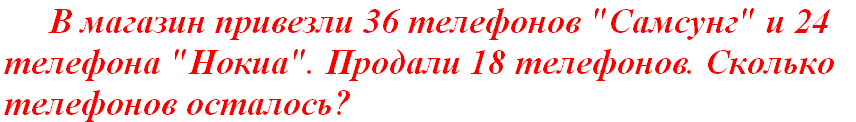 В магазин привезли 36 телефонов "Самсунг" и 24
телефона "Нокиа". Продали 18 телефонов. Сколько
телефонов осталось?